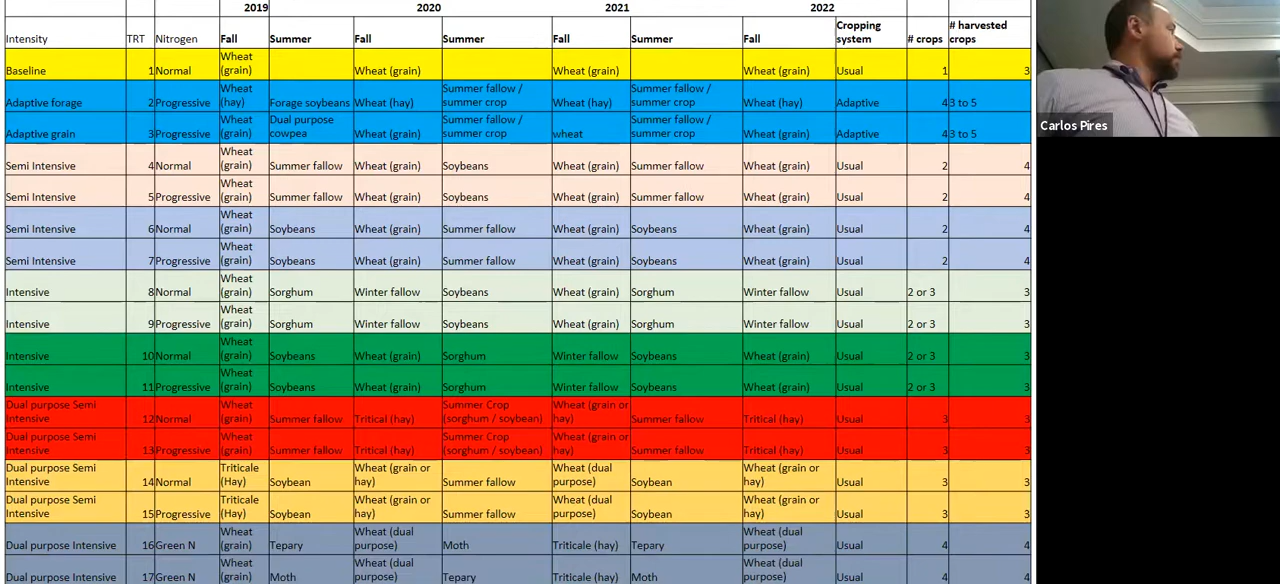 2019 2020 2021 2022
Intensity TRT Nitrogen Fall Summer Fall Summer Fall Summer Fall Cropping system # crops # harvested crops
Baseline 1 Normal Wheat (grain) Wheat (grain) Wheat (grain) Wheat (grain) Usual 1 3
Adaptive forage 2 Progressive Wheat (hay) Forage soybeans Wheat (hay) Summer fallow / summer crop Wheat (hay) Summer fallow / summer crop Wheat (hay) Adaptive 4 3 to 5
Adaptive grain 3 Progressive Wheat (grain) Dual purpose cowpea Wheat (grain) Summer fallow / summer crop wheat Summer fallow / summer crop Wheat (grain) Adaptive 4 3 to 5
Semi Intensive 4 Normal Wheat (grain) Summer fallow Wheat (grain) Soybeans Wheat (grain) Summer fallow Wheat (grain) Usual 2 4
Semi Intensive 5 Progressive Wheat (grain) Summer fallow Wheat (grain) Soybeans Wheat (grain) Summer fallow Wheat (grain) Usual 2 4
Semi Intensive 6 Normal Wheat (grain) Soybeans Wheat (grain) Summer fallow Wheat (grain) Soybeans Wheat (grain) Usual 2 4
Semi Intensive 7 Progressive Wheat (grain) Soybeans Wheat (grain) Summer fallow Wheat (grain) Soybeans Wheat (grain) Usual 2 4
Intensive 8 Normal Wheat (grain) Sorghum Winter fallow Soybeans Wheat (grain) Sorghum Winter fallow Usual 2 or 3 3
Intensive 9 Progressive Wheat (grain) Sorghum Winter fallow Soybeans Wheat (grain) Sorghum Winter fallow Usual 2 or 3 3
Intensive 10 Normal Wheat (grain) Soybeans Wheat (grain) Sorghum Winter fallow Soybeans Wheat (grain) Usual 2 or 3 3
Intensive 11 Progressive Wheat (grain) Soybeans Wheat (grain) Sorghum Winter fallow Soybeans Wheat (grain) Usual 2 or 3 3
Dual purpose Semi Intensive 12 Normal Wheat (grain) Summer fallow Tritical (hay) Summer Crop (sorghum / soybean) Wheat (grain or hay) Summer fallow Tritical (hay) Usual 3 3
Dual purpose Semi Intensive 13 Progressive Wheat (grain) Summer fallow Tritical (hay) Summer Crop (sorghum / soybean) Wheat (grain or hay) Summer fallow Tritical (hay) Usual 3 3
Dual purpose Semi Intensive 14 Normal Triticale (Hay) Soybean Wheat (grain or hay) Summer fallow Wheat (dual purpose) Soybean Wheat (grain or hay) Usual 3 3
Dual purpose Semi Intensive 15 Progressive Triticale (Hay) Soybean Wheat (grain or hay) Summer fallow Wheat (dual purpose) Soybean Wheat (grain or hay) Usual 3 3
Dual purpose Intensive 16 Green N Wheat (grain) Tepary Wheat (dual purpose) Moth Triticale (hay) Tepary Wheat (dual purpose) Usual 4 4
Dual purpose Intensive 17 Green N Wheat (grain) Moth Wheat (dual purpose) Tepary Triticale (hay) Moth Wheat (dual purpose) Usual 4 4
Carlos Pires